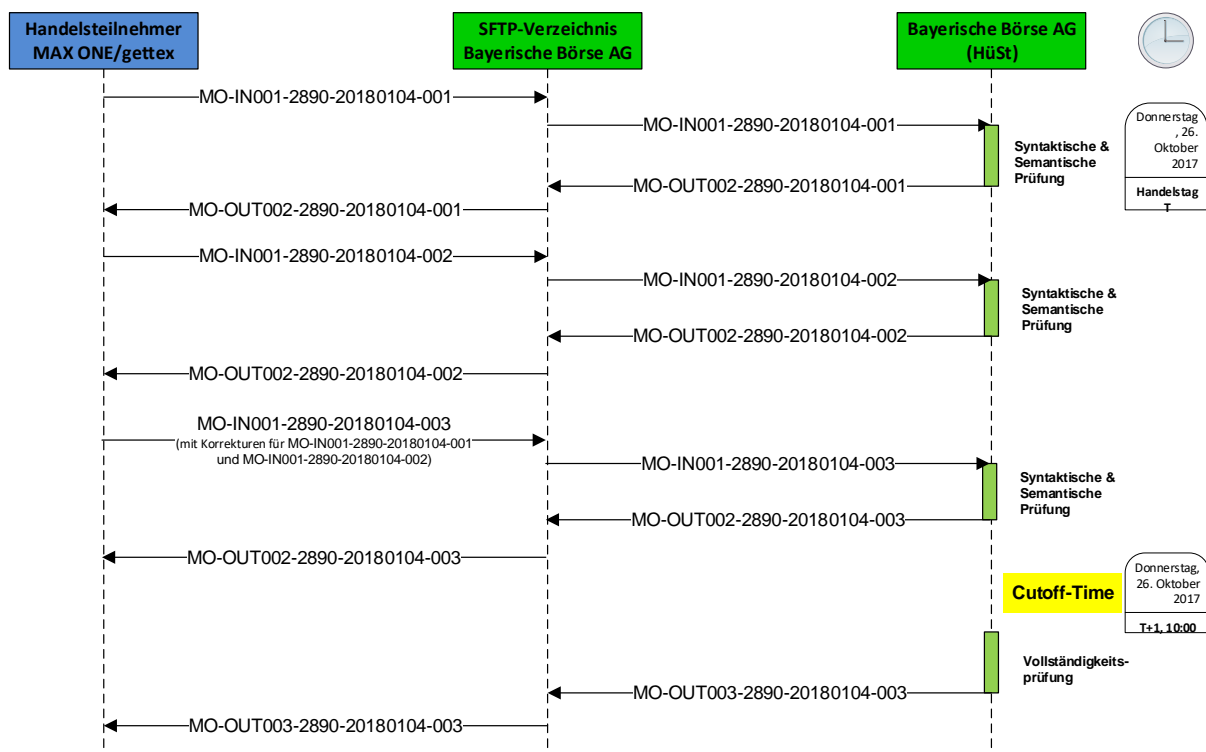 Handelsteilnehmer
MAX ONE/gettex
SFTP-Verzeichnis
Bayerische Börse AG
Bayerische Börse AG
(HüSt)
MO-IN001-2890-20180104-001
MO-IN001-2890-20180104-001
Donnerstag
, 26.
Oktober
2017
Handelstag
T
Syntaktische &
Semantische
Prüfung
MO-OUT002-2890-20180104-001
MO-OUT002-2890-20180104-001
MO-IN001-2890-20180104-002
MO-IN001-2890-20180104-002
Syntaktische &
Semantische
Prüfung
MO-OUT002-2890-20180104-002
MO-OUT002-2890-20180104-002
MO-IN001-2890-20180104-003
(mit Korrekturen für MO-IN001-2890-20180104-001
und MO-IN001-2890-20180104-002)
MO-IN001-2890-20180104-003
Syntaktische &
Semantische
Prüfung
MO-OUT002-2890-20180104-003
MO-OUT002-2890-20180104-003
Cutoff-Time
Donnerstag,
26. Oktober
2017
T+1, 10:00
Vollständigkeits-
prüfung
MO-OUT003-2890-20180104-003
MO-OUT003-2890-20180104-003